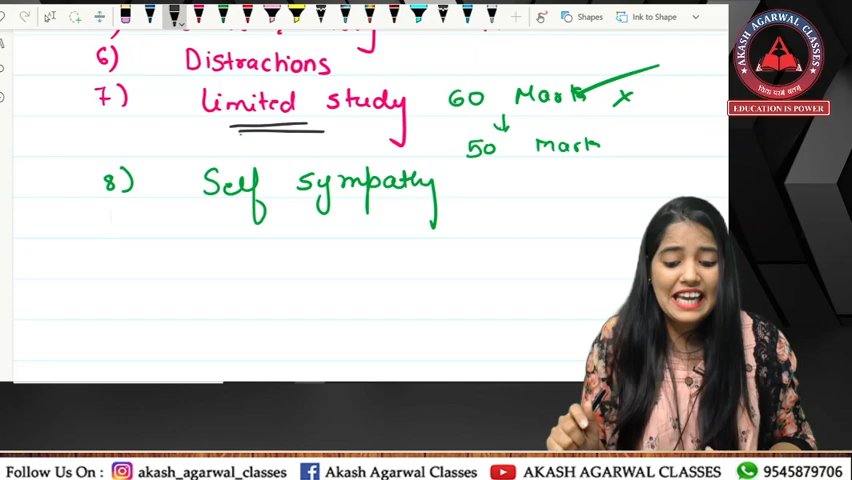 Shapes
Ink to Shape
6) Distractions
7) limited study 60 Mark x
50 mark
8) Self sympathy
AKASH AGARWAL CLASSES
EDUCATION IS POWER
Follow Us On : akash_agarwal_classes Akash Agarwal Classes AKASH AGARWAL CLASSES 9545879706